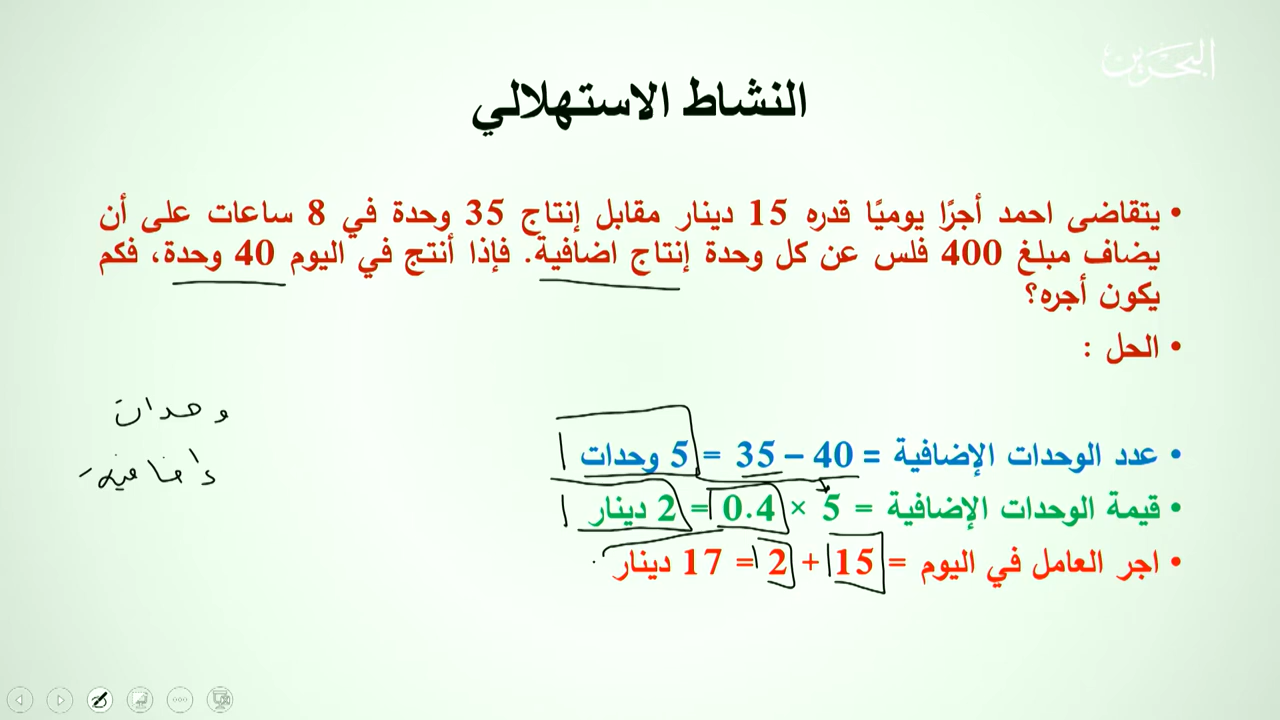 البحرين
النشاط الاستهلالي
• يتقاضى احمد أجرًا يوميًا قدره 15 دينار مقابل إنتاج 35 وحدة في 8 ساعات على أن
يضاف مبلغ 400 فلس عن كل وحدة إنتاج اضافية. فإذا أنتج في اليوم 40 وحدة، فكم
يكون أجره؟
• الحل :
وحدات
إضافية
• عدد الوحدات الإضافية = 40 – 35 = 5 وحدات
• قيمة الوحدات الإضافية = 5 × 0.4 = 2 دينار
• اجر العامل في اليوم = 15 + 2 = 17 دينار